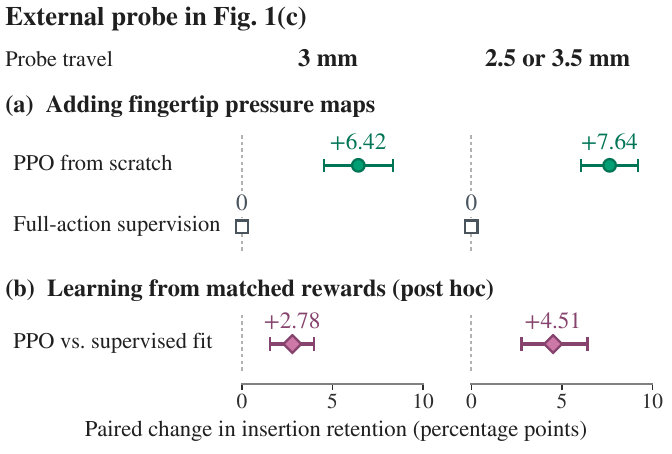 External probe in Fig. 1(c)
Probe travel 3 mm 2.5 or 3.5 mm
(a) Adding fingertip pressure maps
+6.42 +7.64
PPO from scratch
0 0
Full-action supervision
(b) Learning from matched rewards (post hoc)
+2.78 +4.51
PPO vs. supervised fit
0 5 10 0 5 10
Paired change in insertion retention (percentage points)